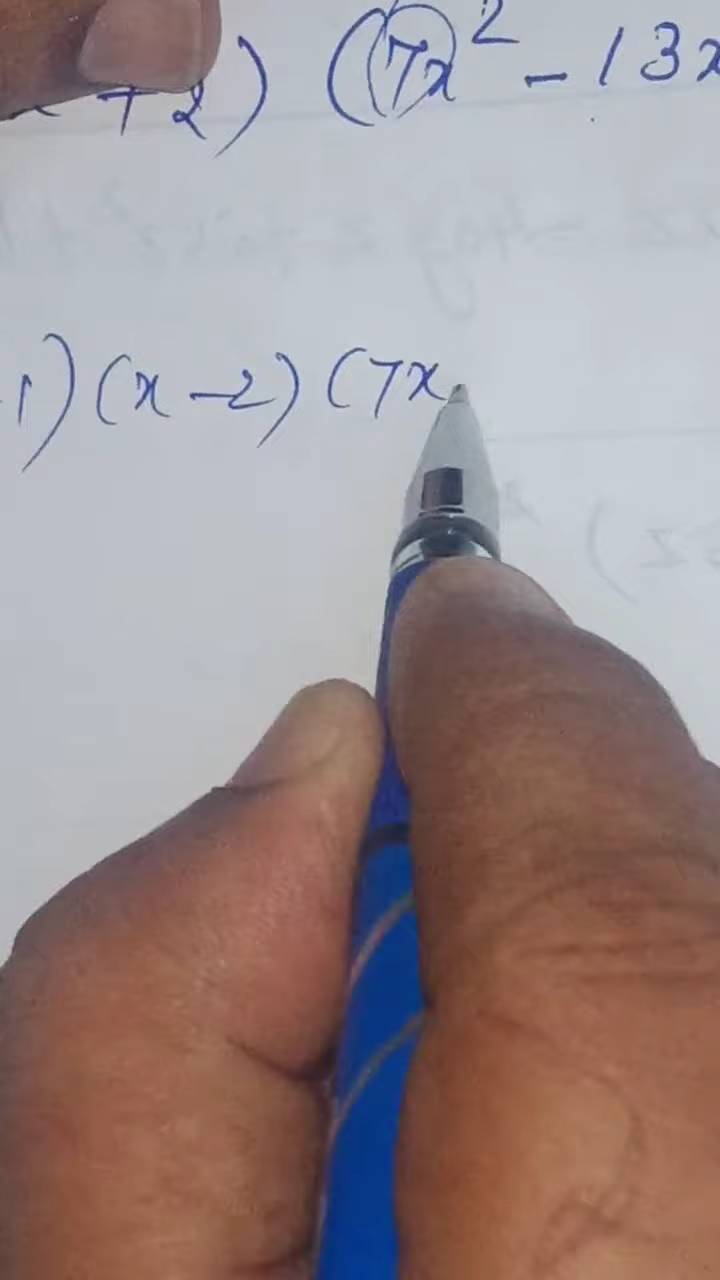 +2) (7x² - 13x
1) (x - 2) (7x